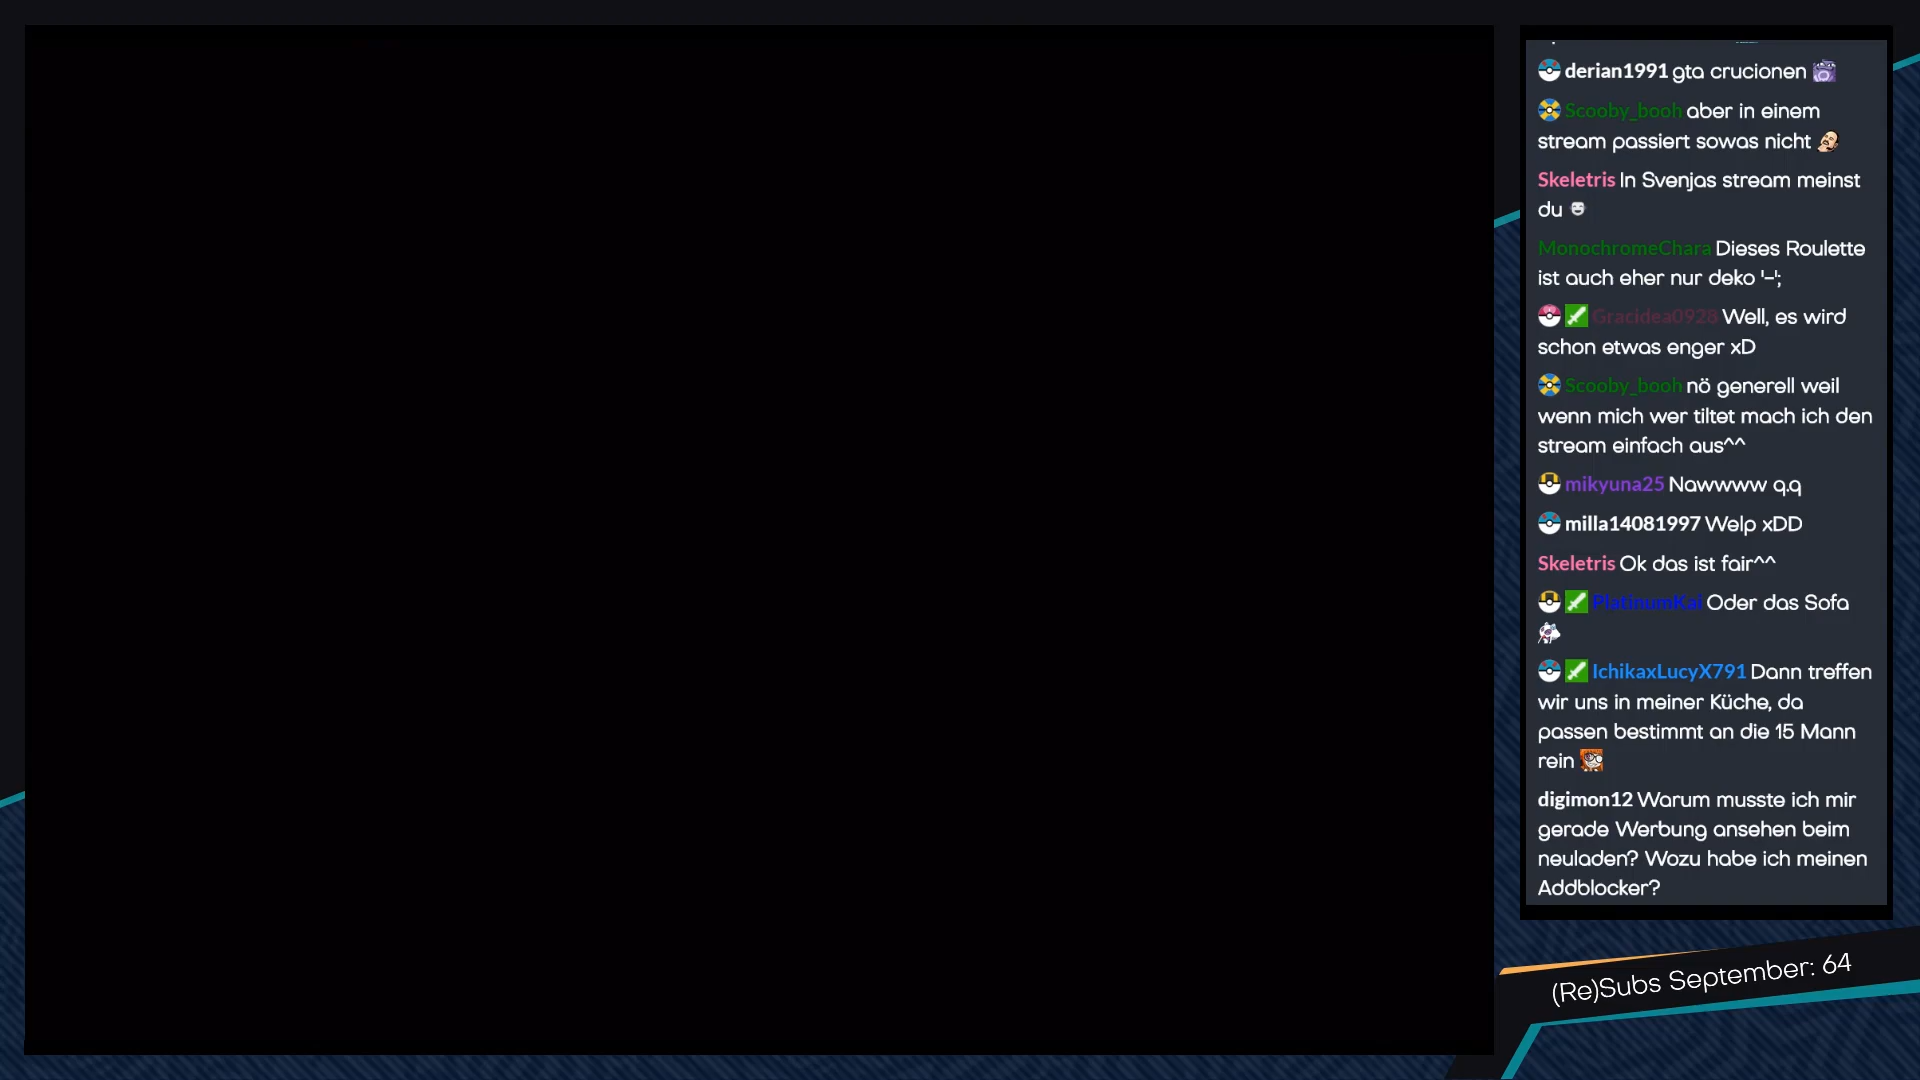 derian1991 gta crucionen
Scooby_booh aber in einem
stream passiert sowas nicht
Skeletris In Svenjas stream meinst
du
MonochromeChara Dieses Roulette
ist auch eher nur deko '-';
Gracidea0928 Well, es wird
schon etwas enger xD
Scooby_booh nö generell weil
wenn mich wer tiltet mach ich den
stream einfach aus^^
mikyuna25 Nawwww q.q
milla14081997 Welp xDD
Skeletris Ok das ist fair^^
PlatinumKai Oder das Sofa
IchikaxLucyX791 Dann treffen
wir uns in meiner Küche, da
passen bestimmt an die 15 Mann
rein
digimon12 Warum musste ich mir
gerade Werbung ansehen beim
neuladen? Wozu habe ich meinen
Addblocker?
(Re)Subs September: 64